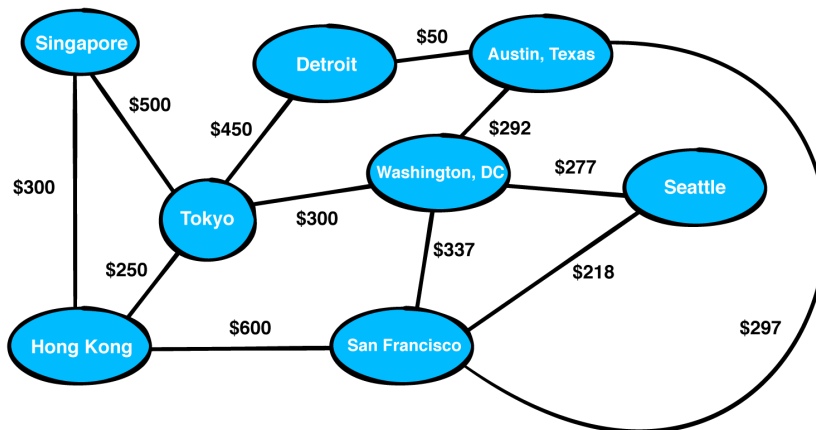 Singapore
Detroit
$50
Austin, Texas
$500
$450
$292
$300
Washington, DC
$277
Seattle
Tokyo
$300
$337
$250
$218
$600
$297
Hong Kong
San Francisco